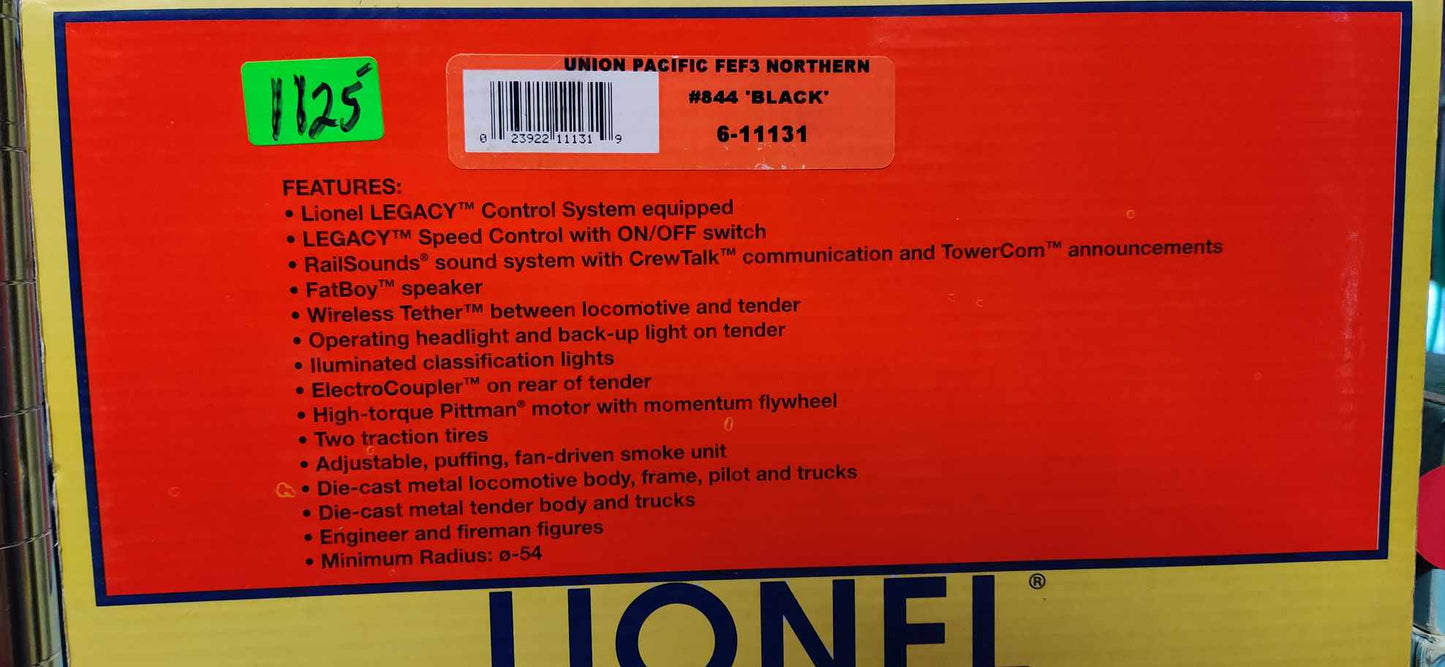 1125
UNION PACIFIC FEF3 NORTHERN
#844 'BLACK'
6-11131
0 23922 11131 9
FEATURES:
• Lionel LEGACY™ Control System equipped
• LEGACY™ Speed Control with ON/OFF switch
• RailSounds® sound system with CrewTalk™ communication and TowerCom™ announcements
• FatBoy™ speaker
• Wireless Tether™ between locomotive and tender
• Operating headlight and back-up light on tender
• Iluminated classification lights
• ElectroCoupler™ on rear of tender
• High-torque Pittman® motor with momentum flywheel
• Two traction tires
• Adjustable, puffing, fan-driven smoke unit
• Die-cast metal locomotive body, frame, pilot and trucks
• Die-cast metal tender body and trucks
• Engineer and fireman figures
• Minimum Radius: ø-54
LIONEL®